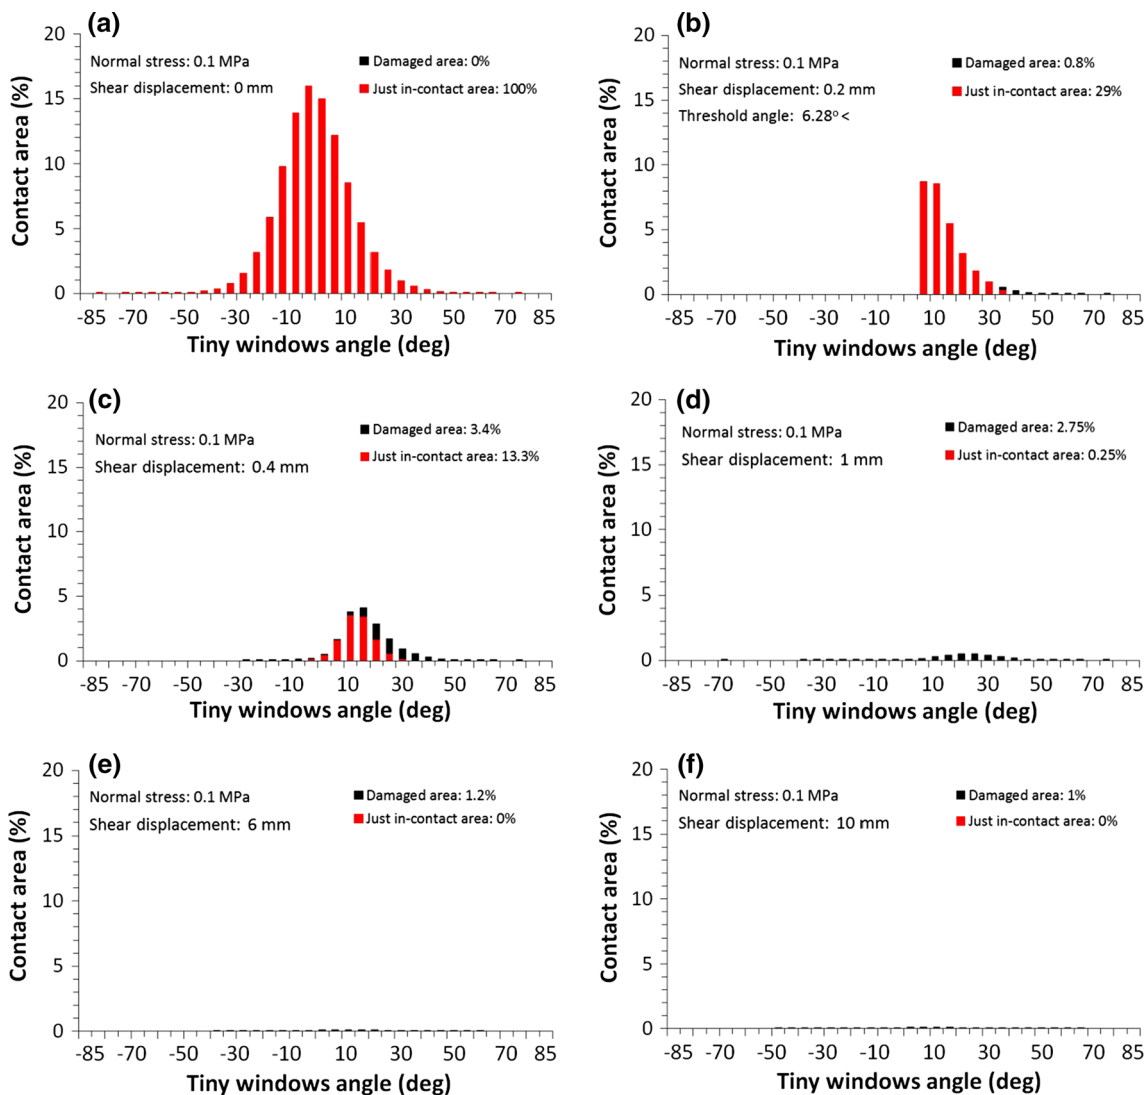 (a)
Normal stress: 0.1 MPa
Shear displacement: 0 mm
Damaged area: 0%
Just in-contact area: 100%
Contact area (%)
20
15
10
5
0
-85 -70 -50 -30 -10 10 30 50 70 85
Tiny windows angle (deg)
(b)
Normal stress: 0.1 MPa
Shear displacement: 0.2 mm
Threshold angle: 6.28° <
Damaged area: 0.8%
Just in-contact area: 29%
Contact area (%)
20
15
10
5
0
-85 -70 -50 -30 -10 10 30 50 70 85
Tiny windows angle (deg)
(c)
Normal stress: 0.1 MPa
Shear displacement: 0.4 mm
Damaged area: 3.4%
Just in-contact area: 13.3%
Contact area (%)
20
15
10
5
0
-85 -70 -50 -30 -10 10 30 50 70 85
Tiny windows angle (deg)
(d)
Normal stress: 0.1 MPa
Shear displacement: 1 mm
Damaged area: 2.75%
Just in-contact area: 0.25%
Contact area (%)
20
15
10
5
0
-85 -70 -50 -30 -10 10 30 50 70 85
Tiny windows angle (deg)
(e)
Normal stress: 0.1 MPa
Shear displacement: 6 mm
Damaged area: 1.2%
Just in-contact area: 0%
Contact area (%)
20
15
10
5
0
-85 -70 -50 -30 -10 10 30 50 70 85
Tiny windows angle (deg)
(f)
Normal stress: 0.1 MPa
Shear displacement: 10 mm
Damaged area: 1%
Just in-contact area: 0%
Contact area (%)
20
15
10
5
0
-85 -70 -50 -30 -10 10 30 50 70 85
Tiny windows angle (deg)